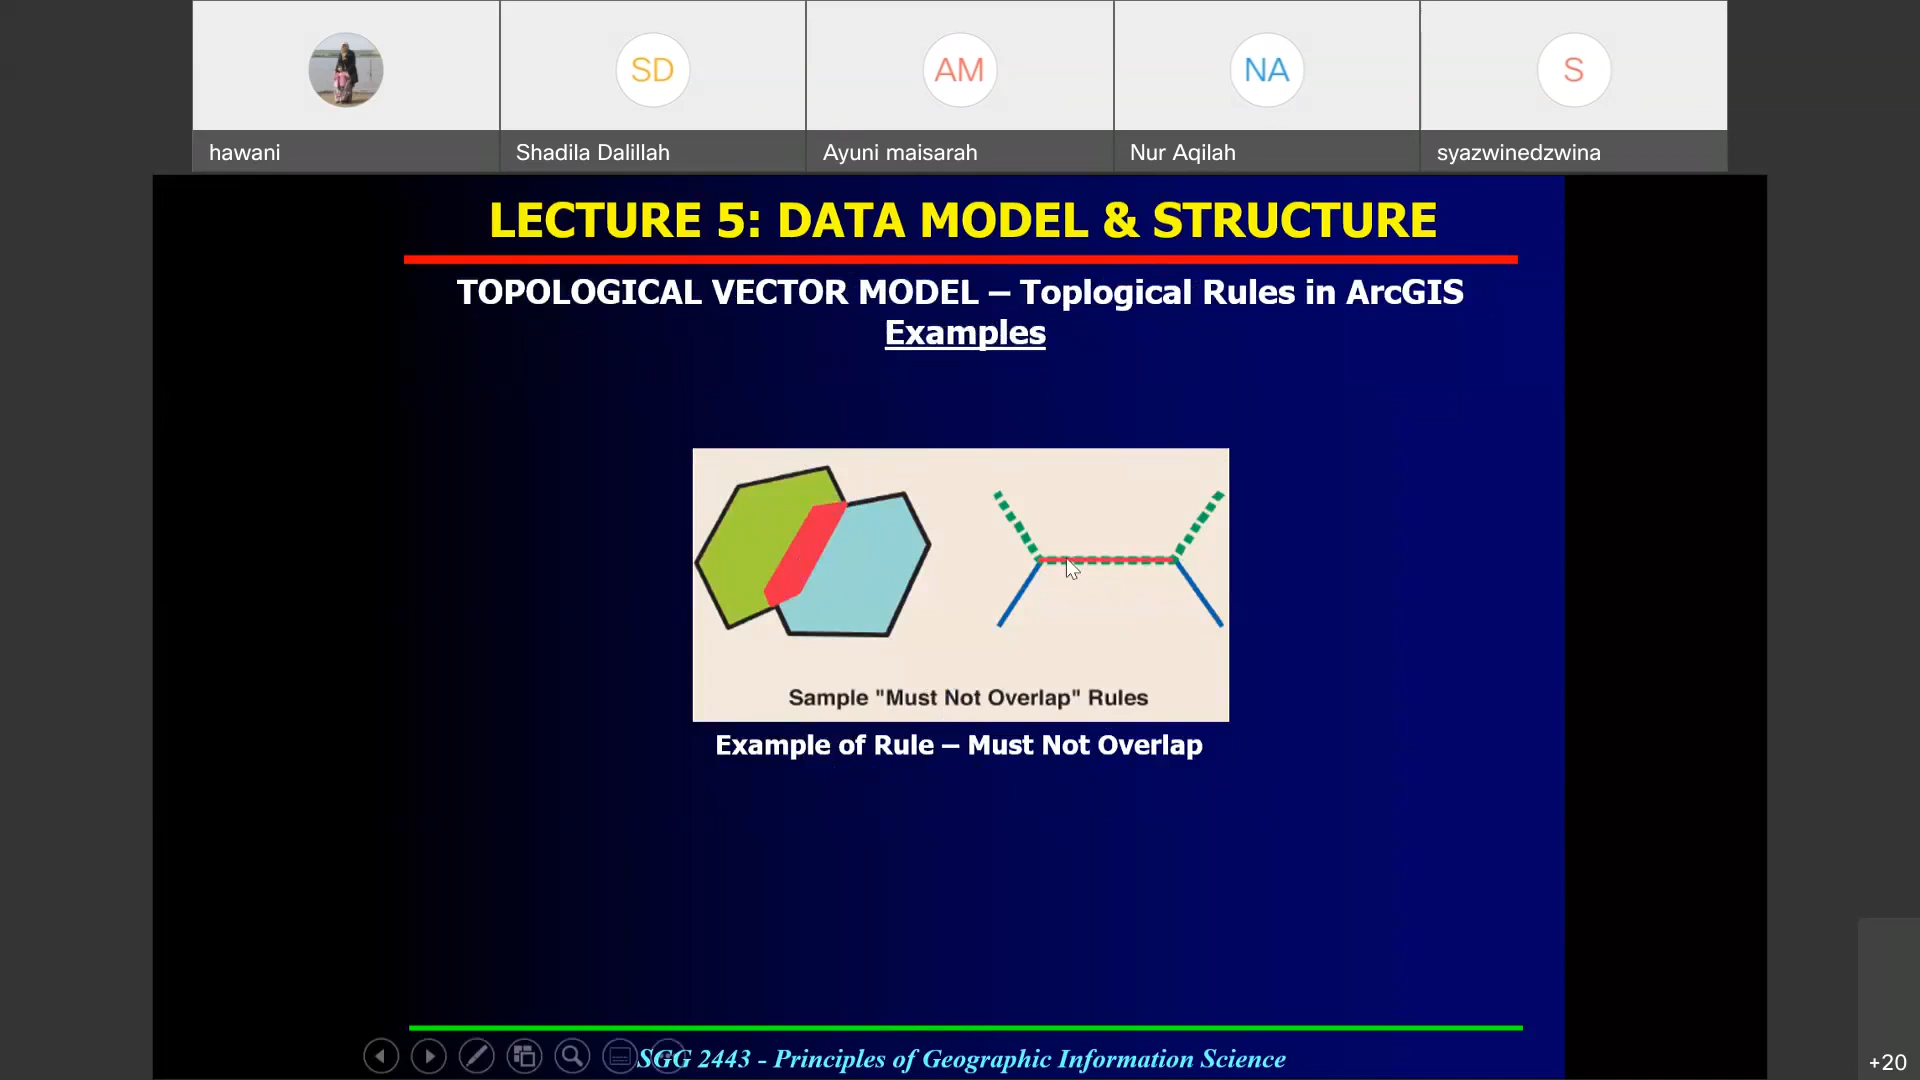 SD
AM
NA
S
hawani
Shadila Dalillah
Ayuni maisarah
Nur Aqilah
syazwinedzwina
LECTURE 5: DATA MODEL & STRUCTURE
TOPOLOGICAL VECTOR MODEL – Toplogical Rules in ArcGIS
Examples
Sample "Must Not Overlap" Rules
Example of Rule – Must Not Overlap
SGG 2443 - Principles of Geographic Information Science
+20